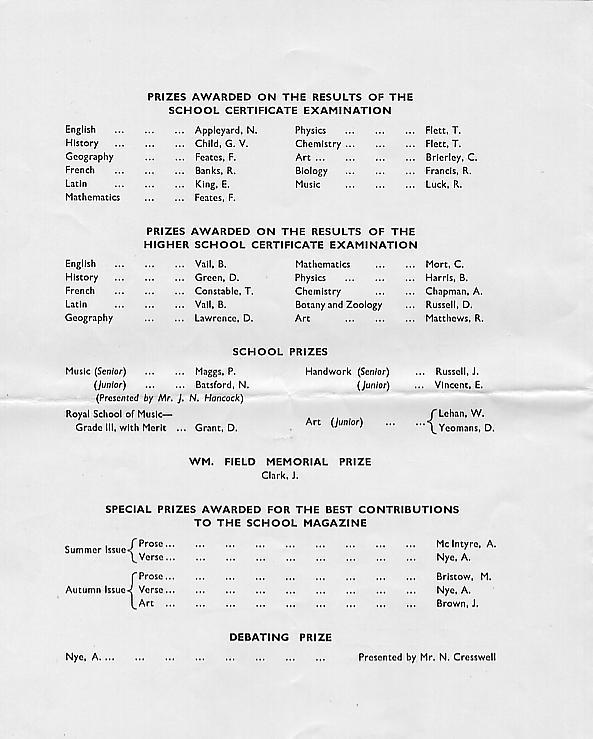 PRIZES AWARDED ON THE RESULTS OF THE
SCHOOL CERTIFICATE EXAMINATION
English ... ... ... Appleyard, N.
History ... ... ... Child, G. V.
Geography ... ... Feates, F.
French ... ... ... Banks, R.
Latin ... ... ... King, E.
Mathematics ... ... Feates, F.
Physics ... ... ... Flett, T.
Chemistry ... ... ... Flett, T.
Art ... ... ... ... Brierley, C.
Biology ... ... ... Francis, R.
Music ... ... ... Luck, R.
PRIZES AWARDED ON THE RESULTS OF THE
HIGHER SCHOOL CERTIFICATE EXAMINATION
English ... ... ... Vail, B.
History ... ... ... Green, D.
French ... ... ... Constable, T.
Latin ... ... ... Vail, B.
Geography ... ... Lawrence, D.
Mathematics ... ... Mort, C.
Physics ... ... ... Harris, B.
Chemistry ... ... Chapman, A.
Botany and Zoology ... Russell, D.
Art ... ... ... Matthews, R.
SCHOOL PRIZES
Music (Senior) ... ... Maggs, P.
(Junior) ... ... Batsford, N.
(Presented by Mr. J. N. Hancock)
Royal School of Music—
Grade III, with Merit ... Grant, D.
Handwork (Senior) ... Russell, J.
(Junior) ... Vincent, E.
Art (Junior) ... ... { Lehan, W.
Yeomans, D.
WM. FIELD MEMORIAL PRIZE
Clark, J.
SPECIAL PRIZES AWARDED FOR THE BEST CONTRIBUTIONS
TO THE SCHOOL MAGAZINE
Summer Issue { Prose ... ... ... ... ... ... ... ... ... McIntyre, A.
Verse ... ... ... ... ... ... ... ... ... Nye, A.
Autumn Issue { Prose ... ... ... ... ... ... ... ... ... Bristow, M.
Verse ... ... ... ... ... ... ... ... ... Nye, A.
Art ... ... ... ... ... ... ... ... ... Brown, J.
DEBATING PRIZE
Nye, A. ... ... ... ... ... ... ... ... Presented by Mr. N. Cresswell